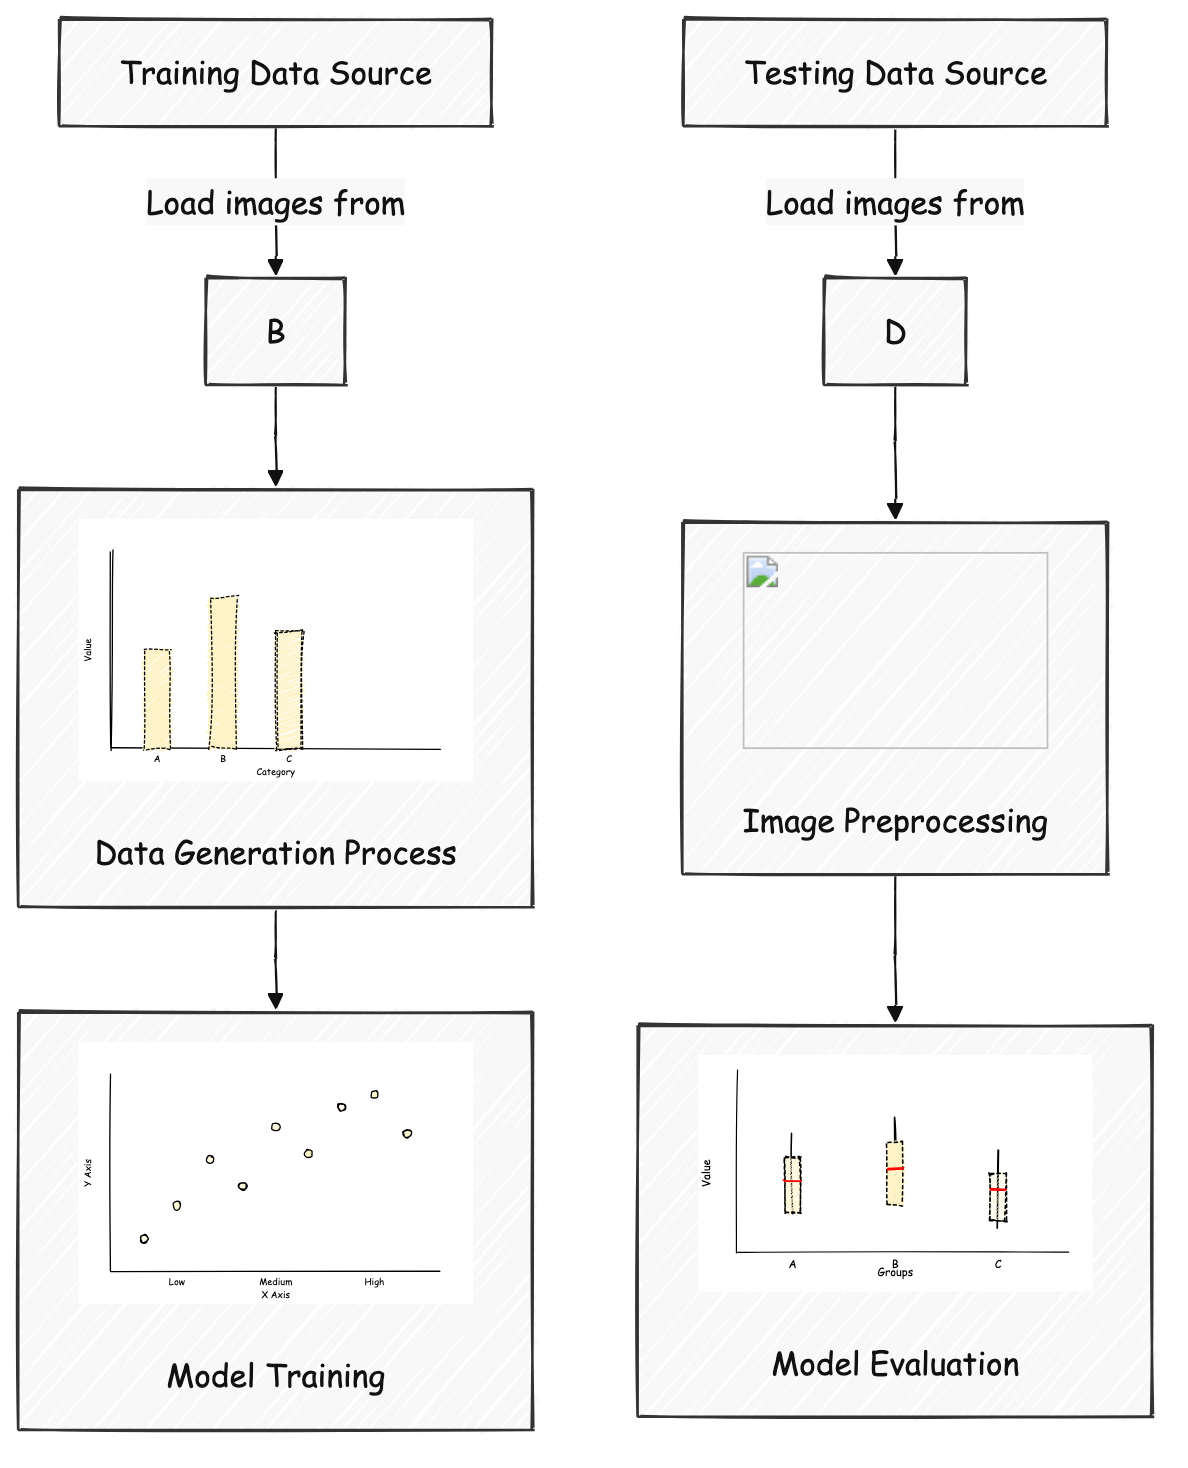 Training Data Source
Load images from
B
Value
A B C
Category
Data Generation Process
Y Axis
Low Medium High
X Axis
Model Training
Testing Data Source
Load images from
D
Image Preprocessing
Value
A B C
Groups
Model Evaluation